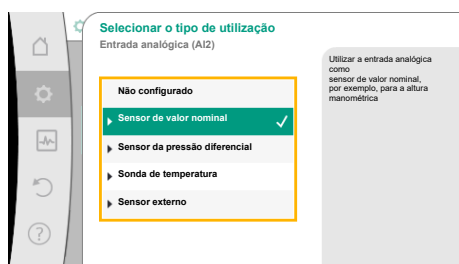 Selecionar o tipo de utilização
Entrada analógica (AI2)
Não configurado
Sensor de valor nominal
Sensor da pressão diferencial
Sonda de temperatura
Sensor externo
Utilizar a entrada analógica
como
sensor de valor nominal,
por exemplo, para a altura
manométrica